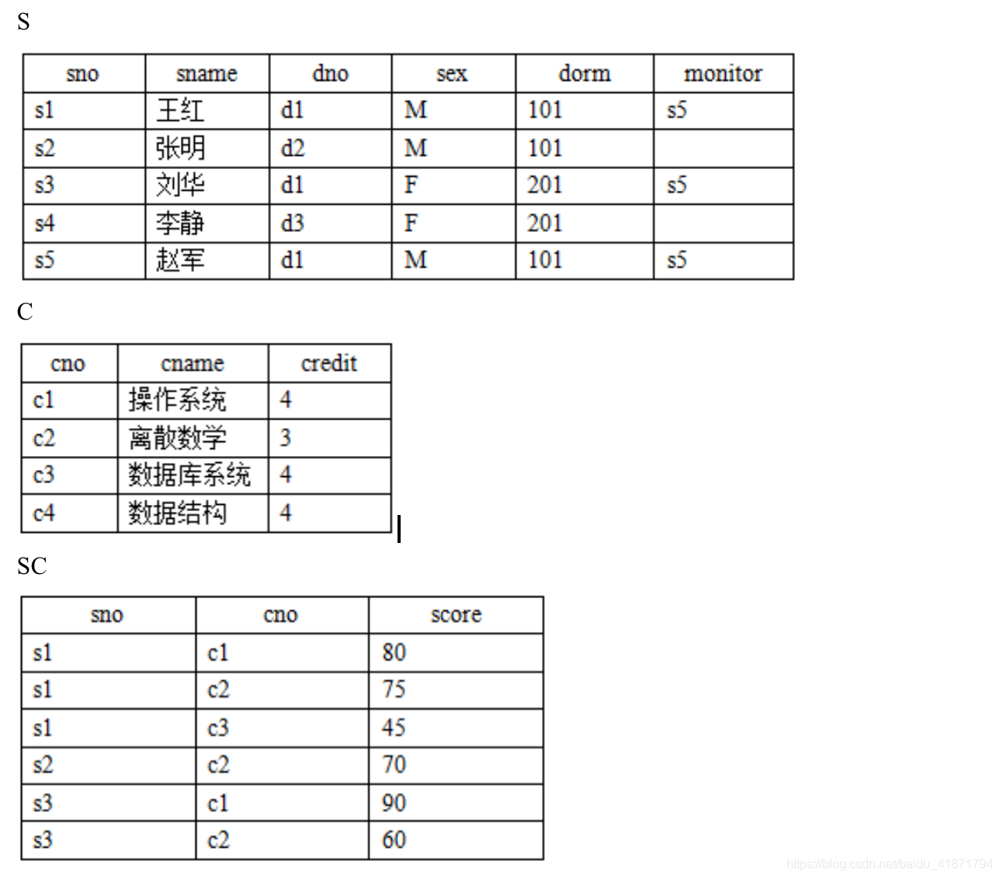 S
sno sname dno sex dorm monitor
s1 王红 d1 M 101 s5
s2 张明 d2 M 101
s3 刘华 d1 F 201 s5
s4 李静 d3 F 201
s5 赵军 d1 M 101 s5
C
cno cname credit
c1 操作系统 4
c2 离散数学 3
c3 数据库系统 4
c4 数据结构 4
SC
sno cno score
s1 c1 80
s1 c2 75
s1 c3 45
s2 c2 70
s3 c1 90
s3 c2 60
https://blog.csdn.net/baidu_41871794